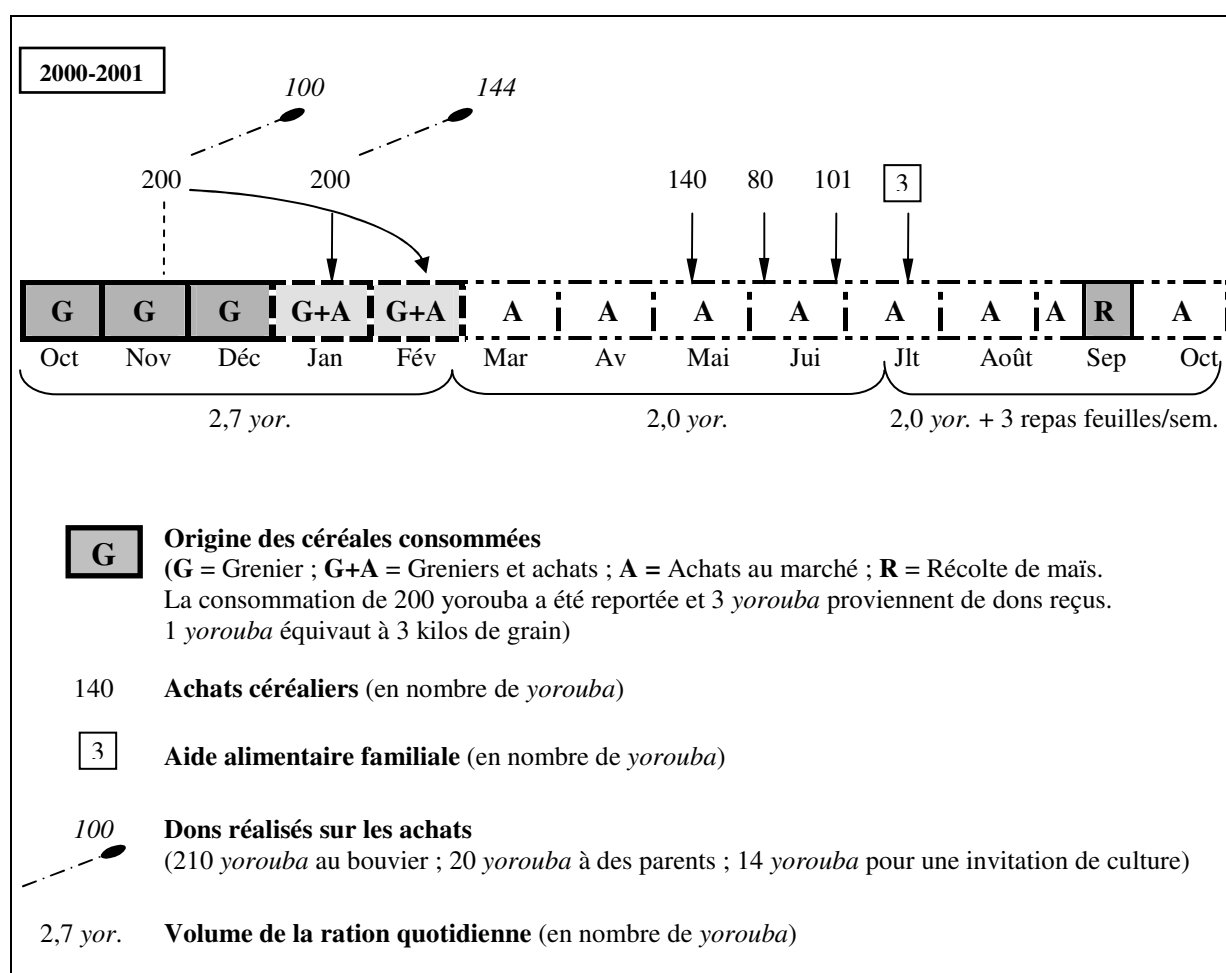 2000-2001
100 144
200 200 140 80 101 3
G G G G+A G+A A A A A A A A R A
Oct Nov Déc Jan Fév Mar Av Mai Jui Jlt Août Sep Oct
2,7 yor. 2,0 yor. 2,0 yor. + 3 repas feuilles/sem.
G Origine des céréales consommées
(G = Grenier ; G+A = Greniers et achats ; A = Achats au marché ; R = Récolte de maïs.
La consommation de 200 yorouba a été reportée et 3 yorouba proviennent de dons reçus.
1 yorouba équivaut à 3 kilos de grain)
140 Achats céréaliers (en nombre de yorouba)
3 Aide alimentaire familiale (en nombre de yorouba)
100 Dons réalisés sur les achats
(210 yorouba au bouvier ; 20 yorouba à des parents ; 14 yorouba pour une invitation de culture)
2,7 yor. Volume de la ration quotidienne (en nombre de yorouba)